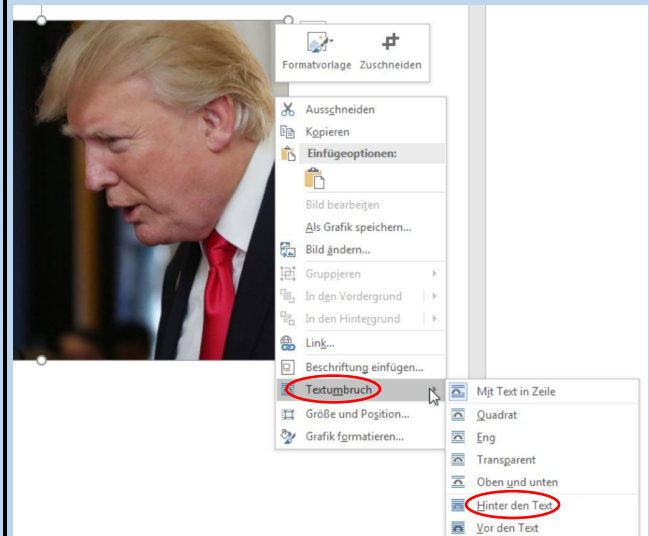 Formatvorlage Zuschneiden
Ausschneiden
Kopieren
Einfügeoptionen:
Bild bearbeiten
Als Grafik speichern...
Bild ändern...
Gruppieren
In den Vordergrund
In den Hintergrund
Link...
Beschriftung einfügen...
Textumbruch
Größe und Position...
Grafik formatieren...
Mit Text in Zeile
Quadrat
Eng
Transparent
Oben und unten
Hinter den Text
Vor den Text